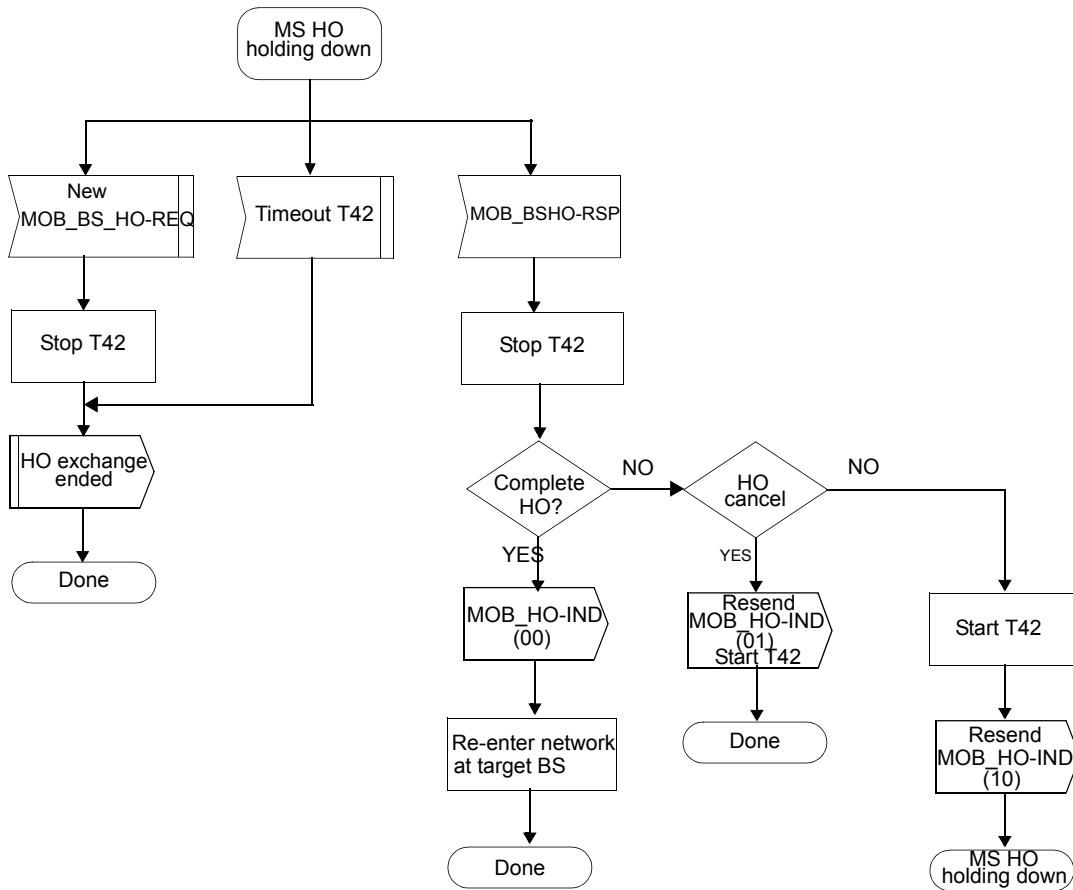 MS HO
holding down
New
MOB_BS_HO-REQ
Timeout T42
MOB_BSHO-RSP
Stop T42
Stop T42
HO exchange
ended
Done
Complete
HO?
NO
HO
cancel
NO
YES
YES
MOB_HO-IND
(00)
Resend
MOB_HO-IND
(01)
Start T42
Start T42
Re-enter network
at target BS
Done
Resend
MOB_HO-IND
(10)
Done
MS HO
holding down